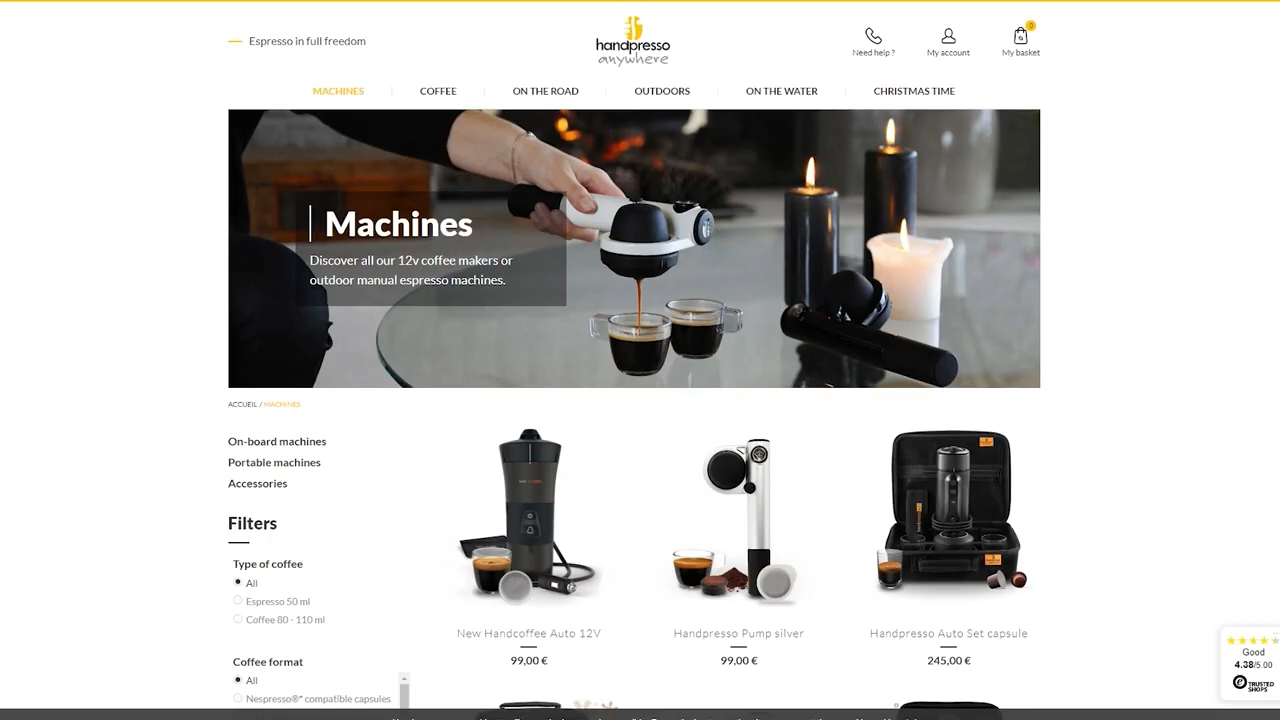 Espresso in full freedom
handpresso
anywhere
Need help ?
My account
0
My basket
MACHINES
COFFEE
ON THE ROAD
OUTDOORS
ON THE WATER
CHRISTMAS TIME
Machines
Discover all our 12v coffee makers or
outdoor manual espresso machines.
ACCUEIL / MACHINES
On-board machines
Portable machines
Accessories
Filters
Type of coffee
All
Espresso 50 ml
Coffee 80 - 110 ml
Coffee format
All
Nespresso®* compatible capsules
New Handcoffee Auto 12V
99,00 €
Handpresso Pump silver
99,00 €
Handpresso Auto Set capsule
245,00 €
Good
4.38/5.00
TRUSTED
SHOPS